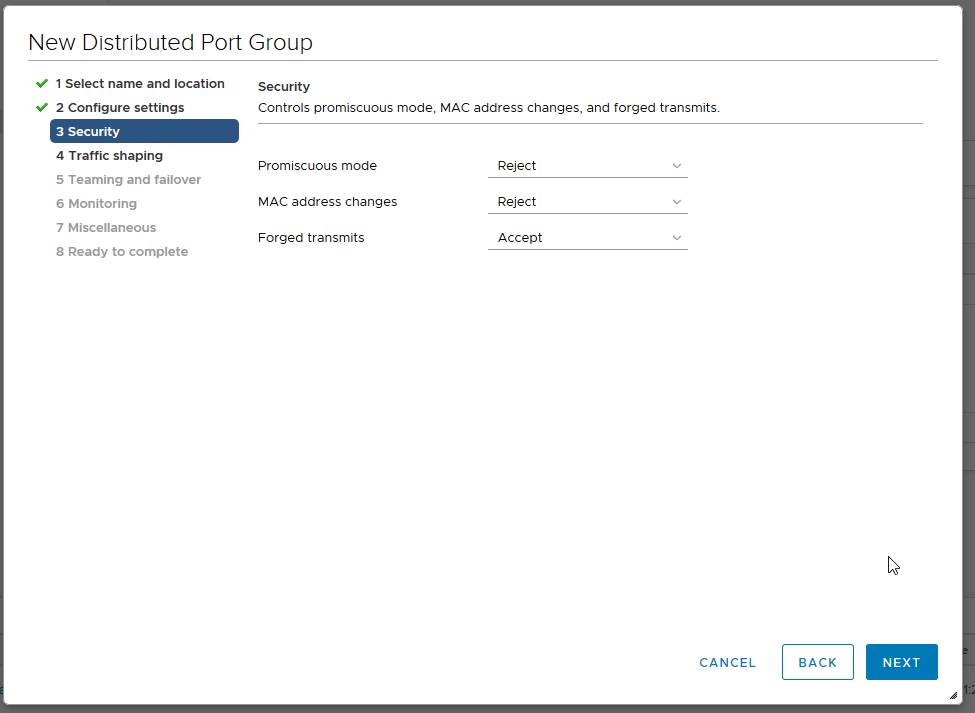 New Distributed Port Group
1 Select name and location
2 Configure settings
3 Security
4 Traffic shaping
5 Teaming and failover
6 Monitoring
7 Miscellaneous
8 Ready to complete
Security
Controls promiscuous mode, MAC address changes, and forged transmits.
Promiscuous mode Reject
MAC address changes Reject
Forged transmits Accept
CANCEL BACK NEXT